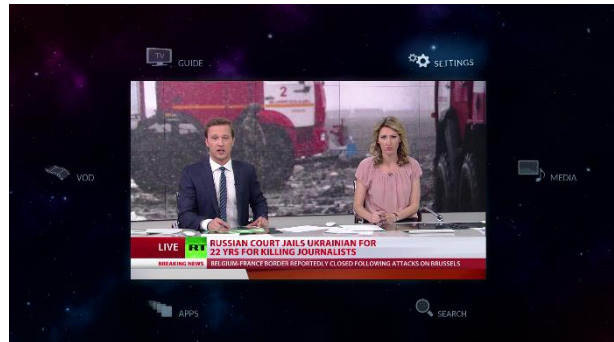 TV
GUIDE
SETTINGS
2
VOD
MEDIA
LIVE
RT
RUSSIAN COURT JAILS UKRAINIAN FOR
22 YRS FOR KILLING JOURNALISTS
BREAKING NEWS
BELGIUM-FRANCE BORDER REPORTEDLY CLOSED FOLLOWING ATTACKS ON BRUSSELS
APPS
SEARCH